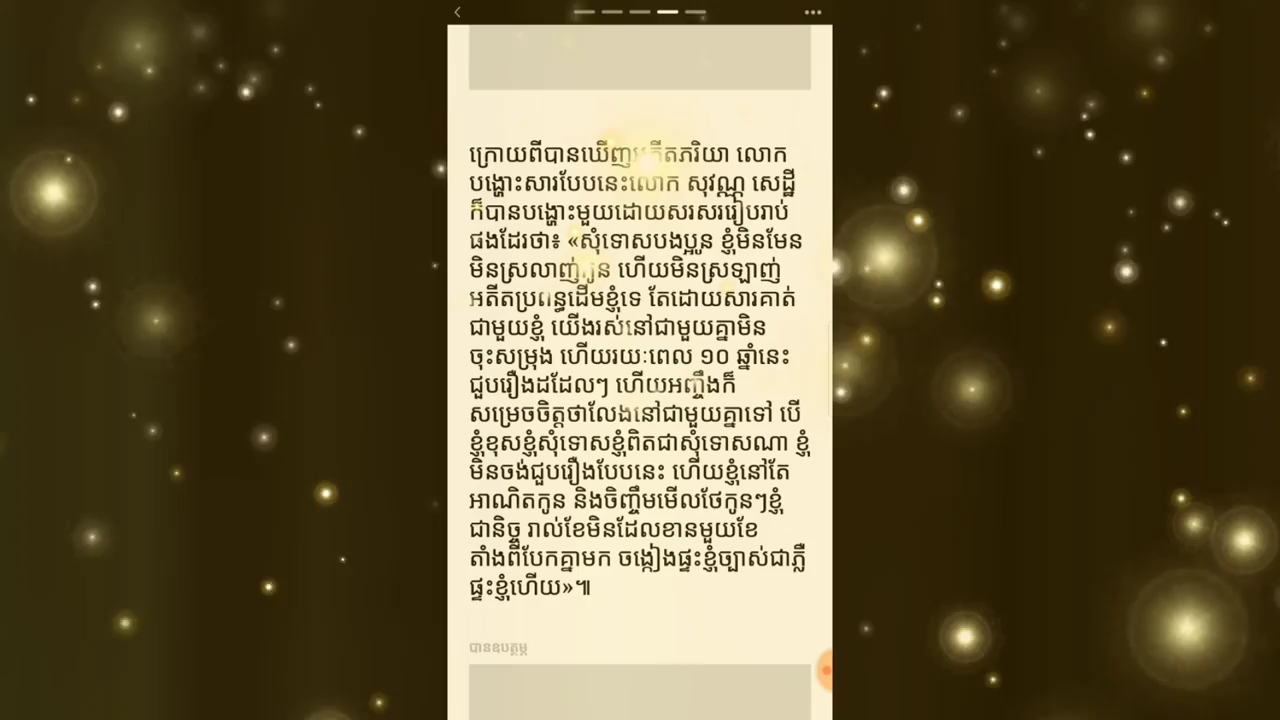 ក្រោយពីបានឃើញអតីតភរិយា លោក
បង្ហោះសារបែបនេះលោក សុវណ្ណ សេដ្ឋី
ក៏បានបង្ហោះមួយដោយសរសររៀបរាប់
ផងដែរថា៖ «សុំទោសបងប្អូន ខ្ញុំមិនមែន
មិនស្រលាញ់កូន ហើយមិនស្រឡាញ់
អតីតប្រពន្ធដើមខ្ញុំទេ តែដោយសារគាត់
ជាមួយខ្ញុំ យើងរស់នៅជាមួយគ្នាមិន
ចុះសម្រុង ហើយរយៈពេល ១០ ឆ្នាំនេះ
ជួបរឿងដដែលៗ ហើយអញ្ចឹងក៏
សម្រេចចិត្តថាលែងនៅជាមួយគ្នាទៅ បើ
ខ្ញុំខុសខ្ញុំសុំទោសខ្ញុំពិតជាសុំទោសណា ខ្ញុំ
មិនចង់ជួបរឿងបែបនេះ ហើយខ្ញុំនៅតែ
អាណិតកូន និងចិញ្ចឹមមើលថែកូនៗខ្ញុំ
ជានិច្ច រាល់ខែមិនដែលខានមួយខែ
តាំងពីបែកគ្នាមក ចង្កៀងផ្ទះខ្ញុំច្បាស់ជាភ្លឺ
ផ្ទះខ្ញុំហើយ»៕
បានឧបត្ថម្ភ